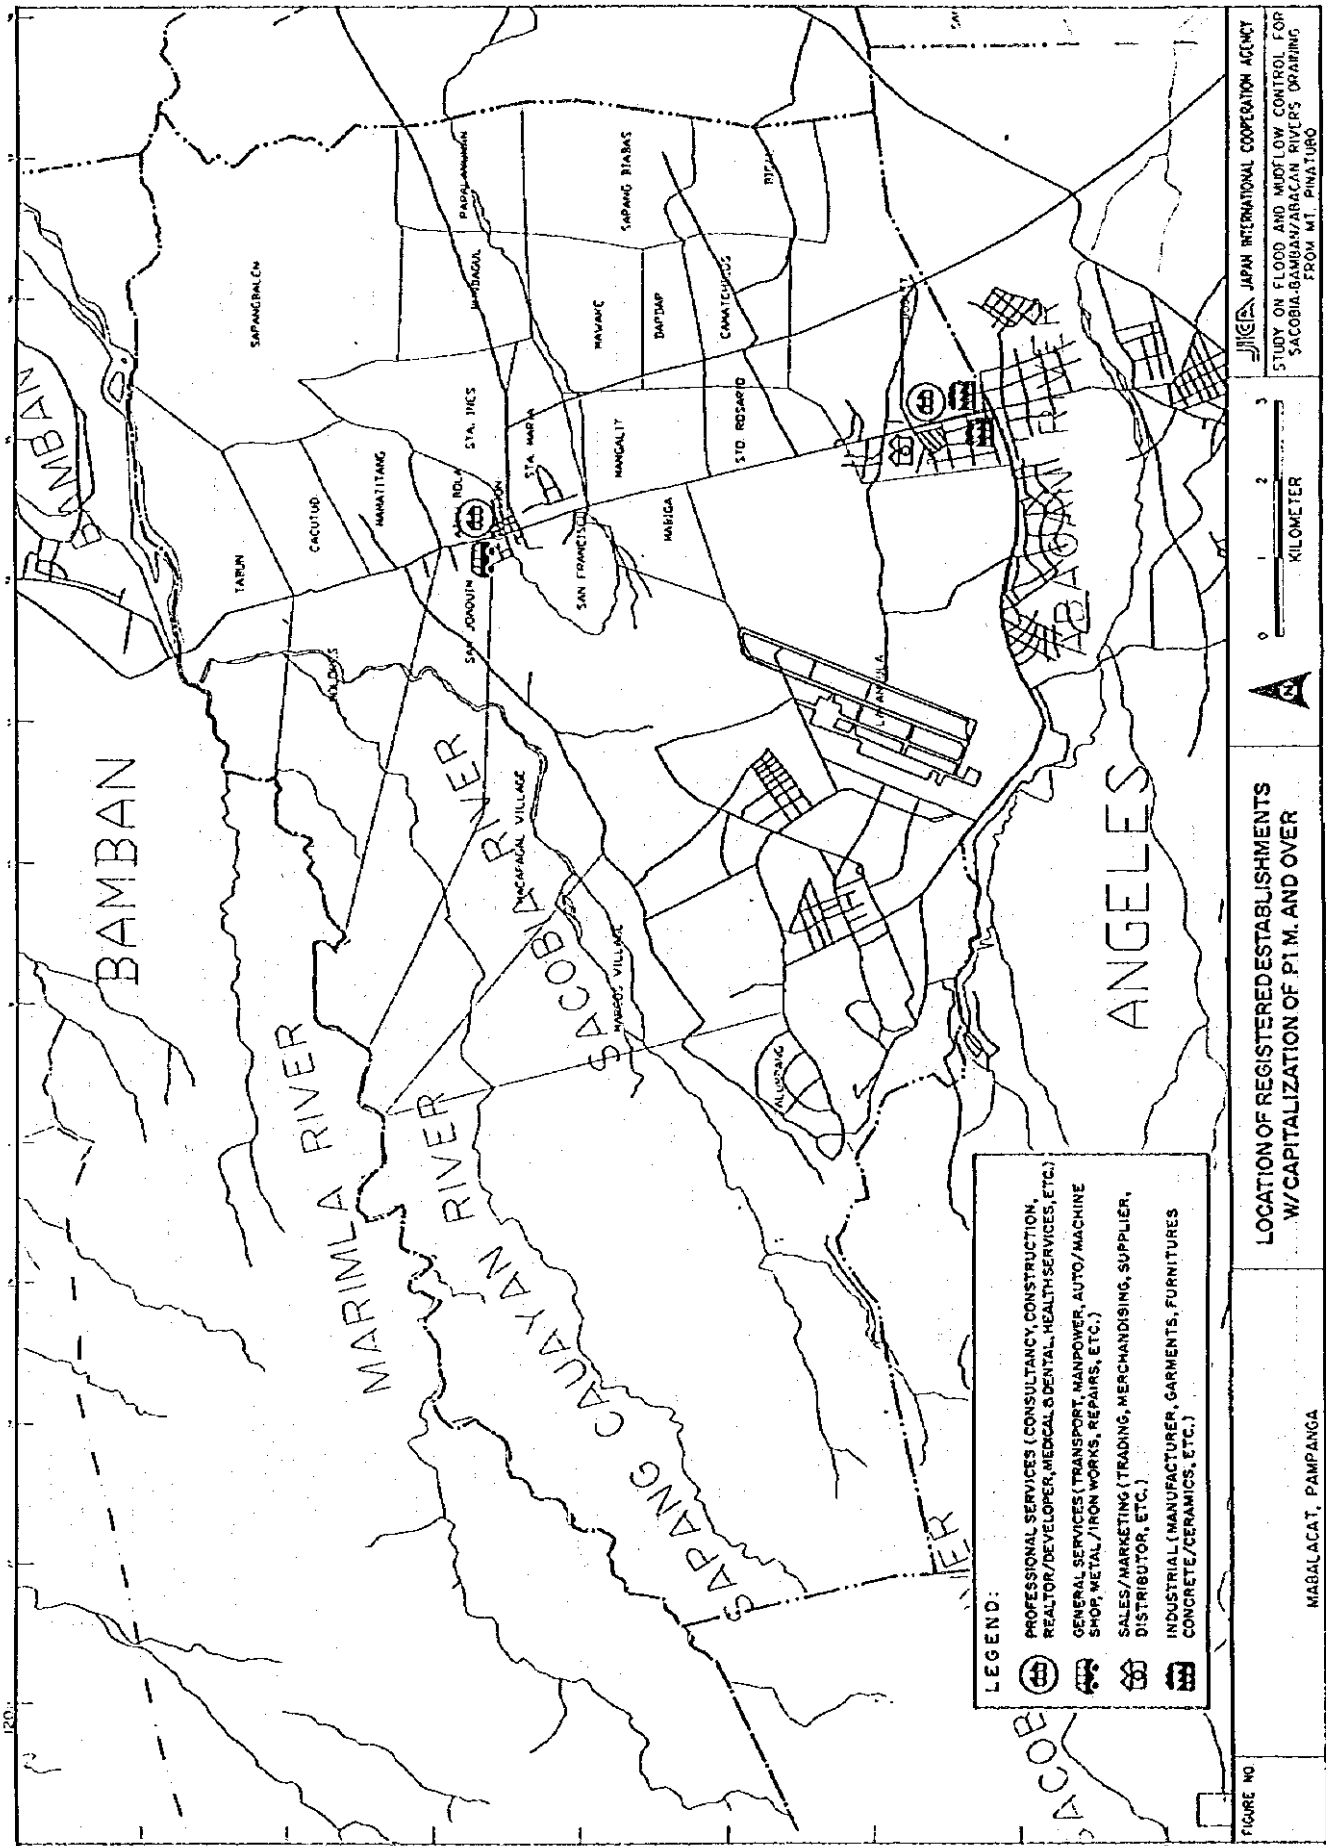 BAMBAN
BAMBAN
MARIMLA RIVER
SAPANG CAUAYAN RIVER
SACOBIA RIVER
ABACAN RIVER
ANGELES
SACOB
SAPANGBALEN
TABUN
CACUTUD
MAMATITANG
STA. INES
SAN JOAQUIN
STA. MARIA
SAN FRANCISCO
MANGALIT
MAWAKE
DAPDAP
SAPANG BIABAS
STO. ROSARIO
MABIGA
MACAPAGAL VILLAGE
MARCOS VILLAGE
LEGEND:
PROFESSIONAL SERVICES (CONSULTANCY, CONSTRUCTION,
REALTOR/DEVELOPER, MEDICAL & DENTAL, HEALTH SERVICES, ETC.)
GENERAL SERVICES (TRANSPORT, MANPOWER, AUTO/MACHINE
SHOP, METAL/IRON WORKS, REPAIRS, ETC.)
SALES/MARKETING (TRADING, MERCHANDISING, SUPPLIER,
DISTRIBUTOR, ETC.)
INDUSTRIAL (MANUFACTURER, GARMENTS, FURNITURES
CONCRETE/CERAMICS, ETC.)
FIGURE NO.
MABALACAT, PAMPANGA
LOCATION OF REGISTERED ESTABLISHMENTS
W/CAPITALIZATION OF P1 M. AND OVER
N
0 1 2 3
KILOMETER
JICA JAPAN INTERNATIONAL COOPERATION AGENCY
STUDY ON FLOOD AND MUDFLOW CONTROL FOR
SACOBIA-BAMBAN/ABACAN RIVERS DRAINING
FROM MT. PINATUBO